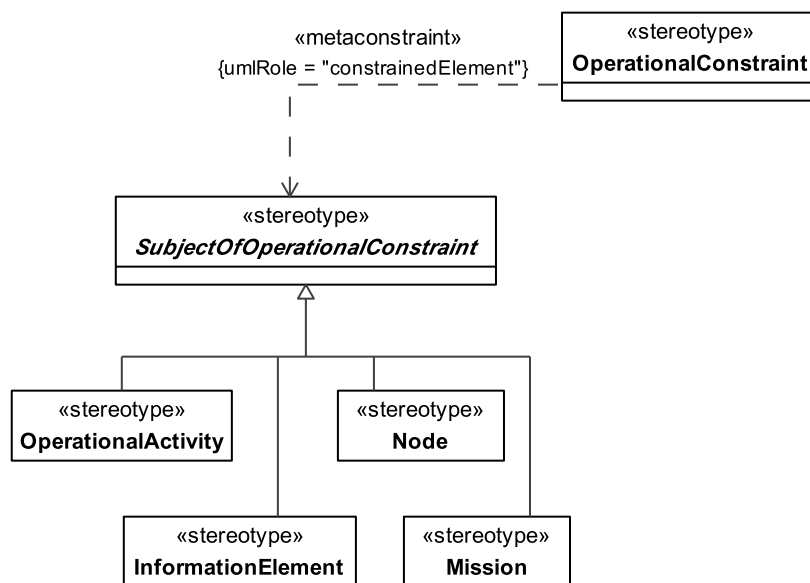 «stereotype»
OperationalConstraint
«metaconstraint»
{umlRole = "constrainedElement"}
«stereotype»
SubjectOfOperationalConstraint
«stereotype»
OperationalActivity
«stereotype»
Node
«stereotype»
InformationElement
«stereotype»
Mission